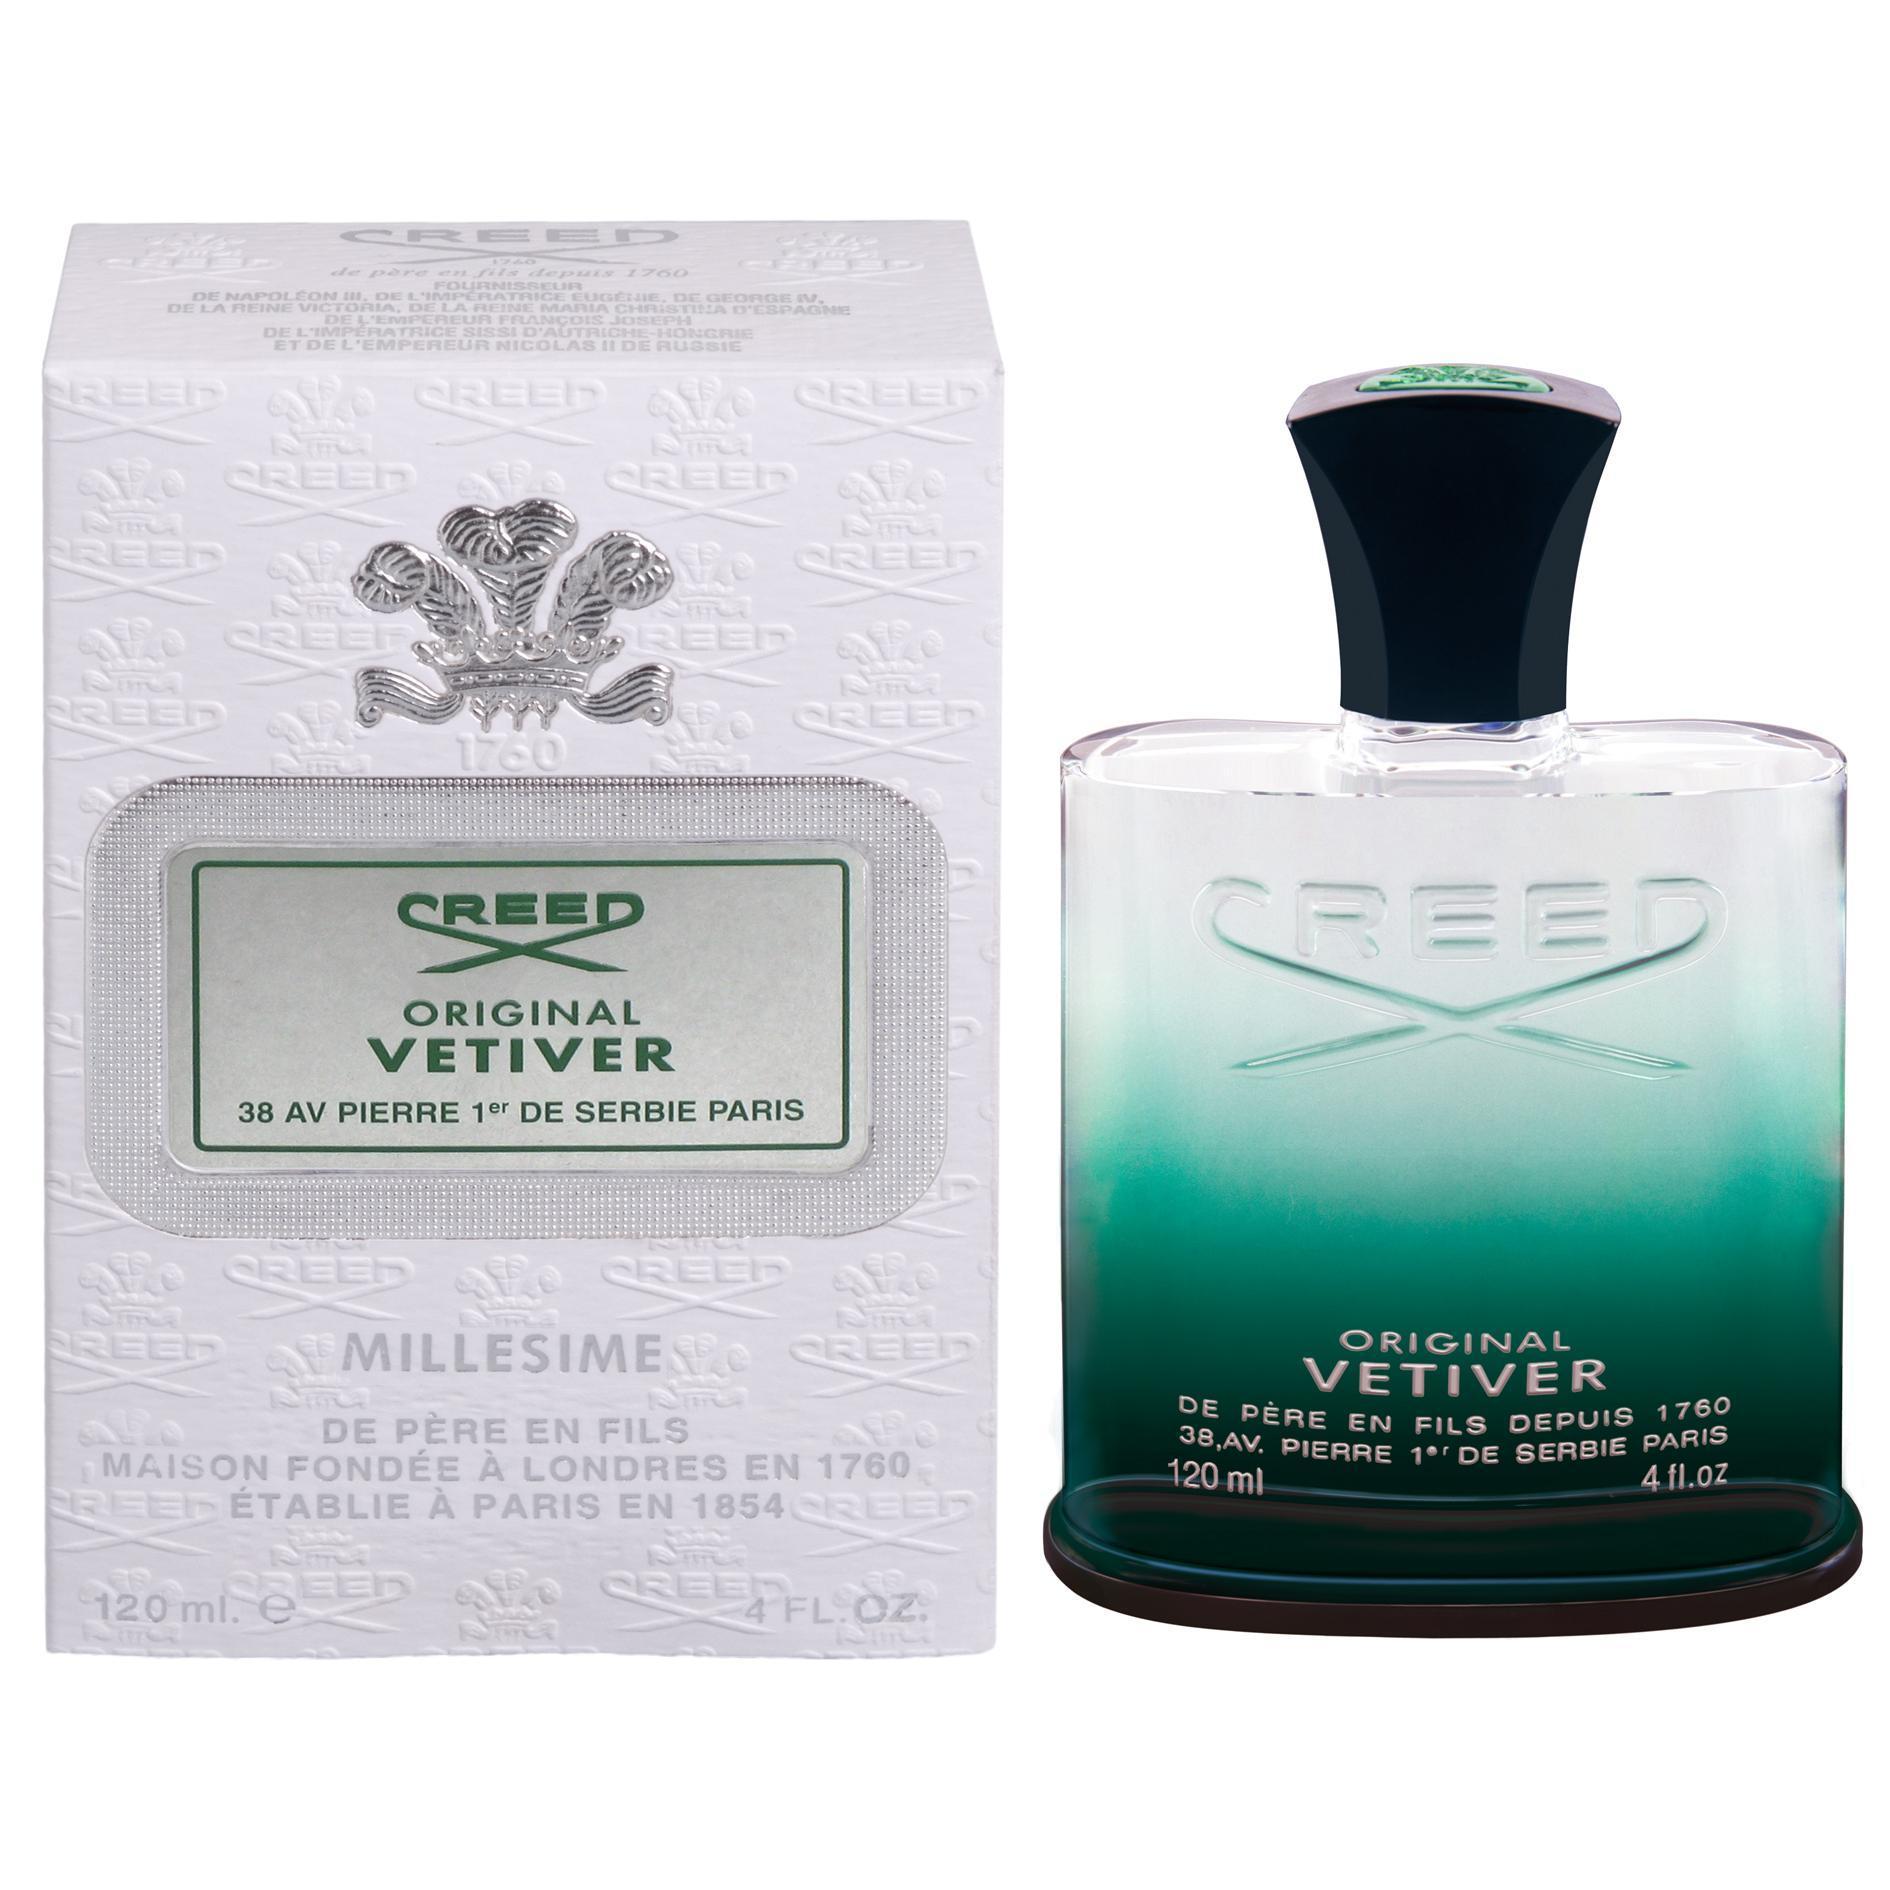 CREED
1760
de père en fils depuis 1760
FOURNISSEUR
DE NAPOLÉON III, DE L'IMPÉRATRICE EUGÉNIE, DE GEORGE IV,
DE LA REINE VICTORIA, DE LA REINE MARIA CHRISTINA D'ESPAGNE
DE L'EMPEREUR FRANÇOIS JOSEPH
DE L'IMPÉRATRICE SISSI D'AUTRICHE-HONGRIE
ET DE L'EMPEREUR NICOLAS II DE RUSSIE
1760
CREED
ORIGINAL
VETIVER
38 AV PIERRE 1er DE SERBIE PARIS
MILLESIME
DE PÈRE EN FILS
MAISON FONDÉE À LONDRES EN 1760
ÉTABLIE À PARIS EN 1854
120 ml. e 4 FL.OZ.
CREED
ORIGINAL
VETIVER
DE PÈRE EN FILS DEPUIS 1760
38,AV. PIERRE 1er DE SERBIE PARIS
120 ml 4 fl.oz